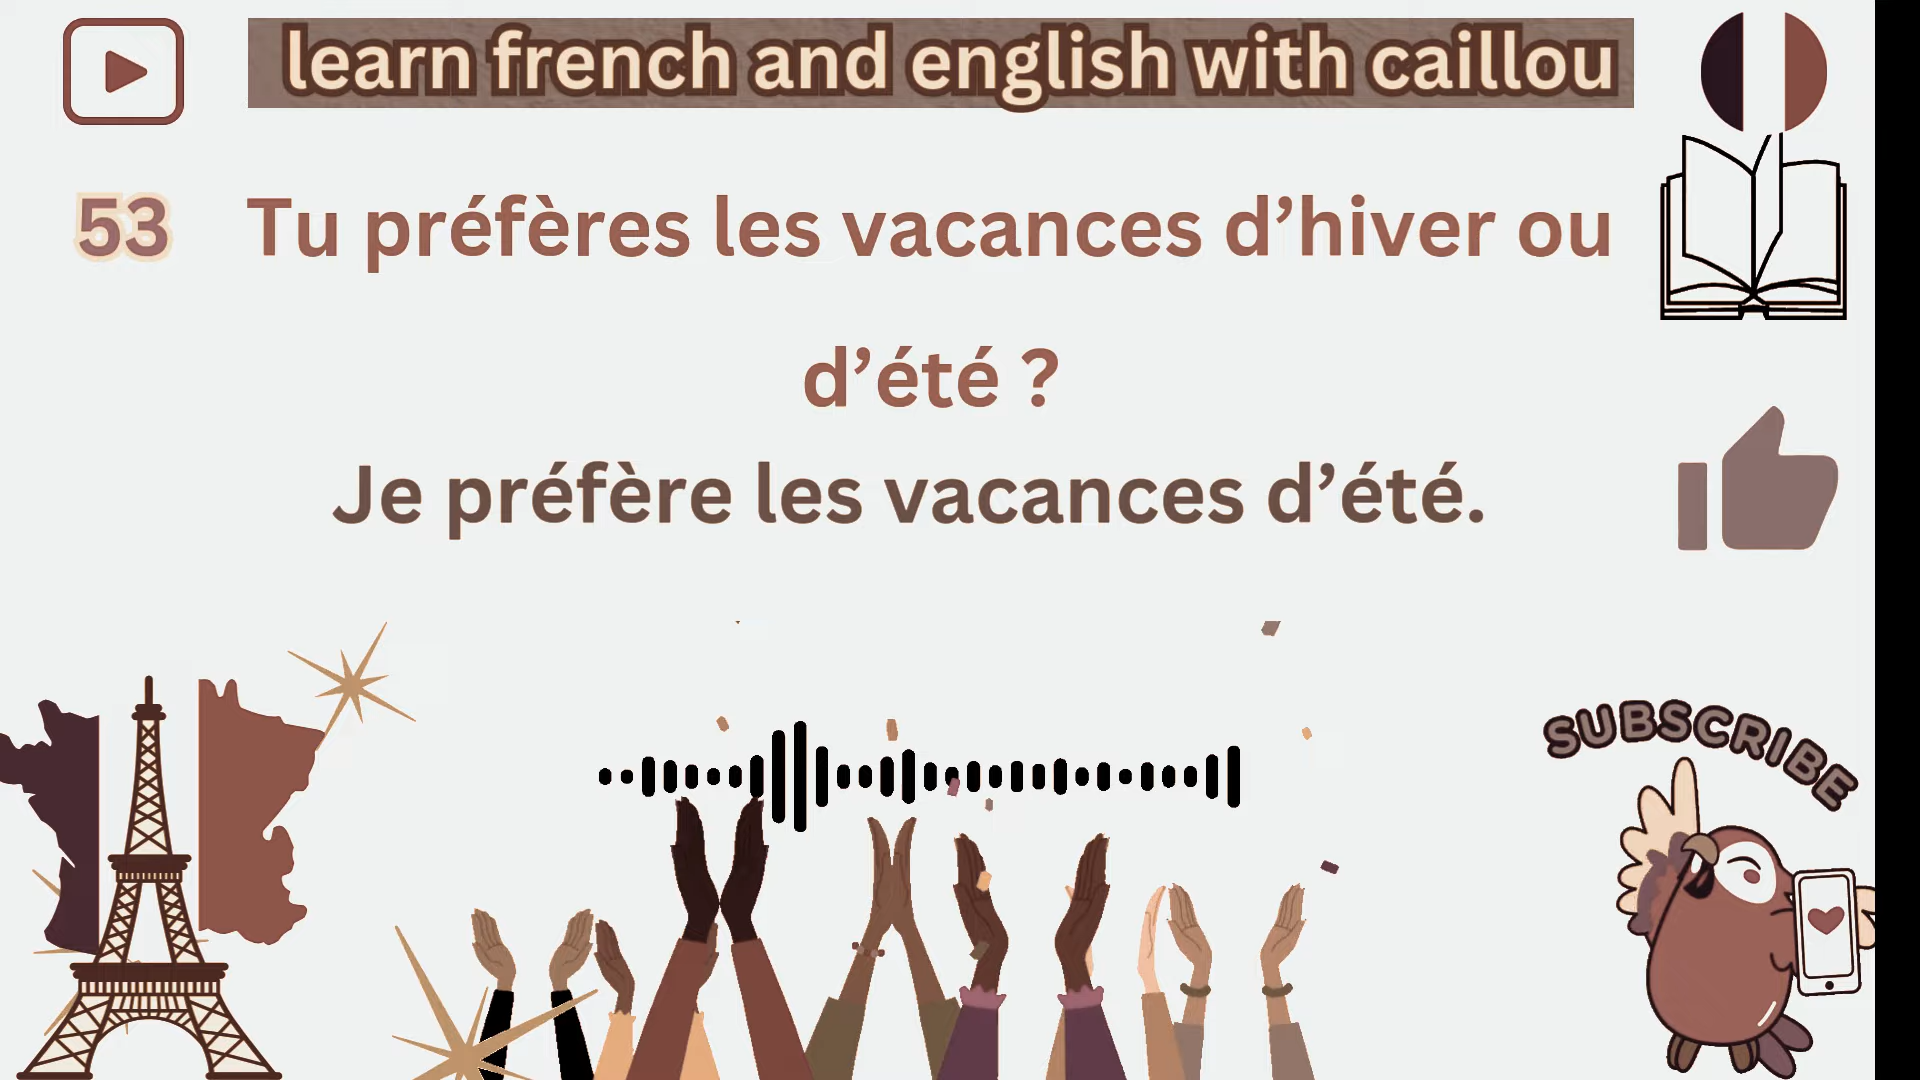 learn french and english with caillou
53 Tu préfères les vacances d’hiver ou
d’été ?
Je préfère les vacances d’été.
SUBSCRIBE